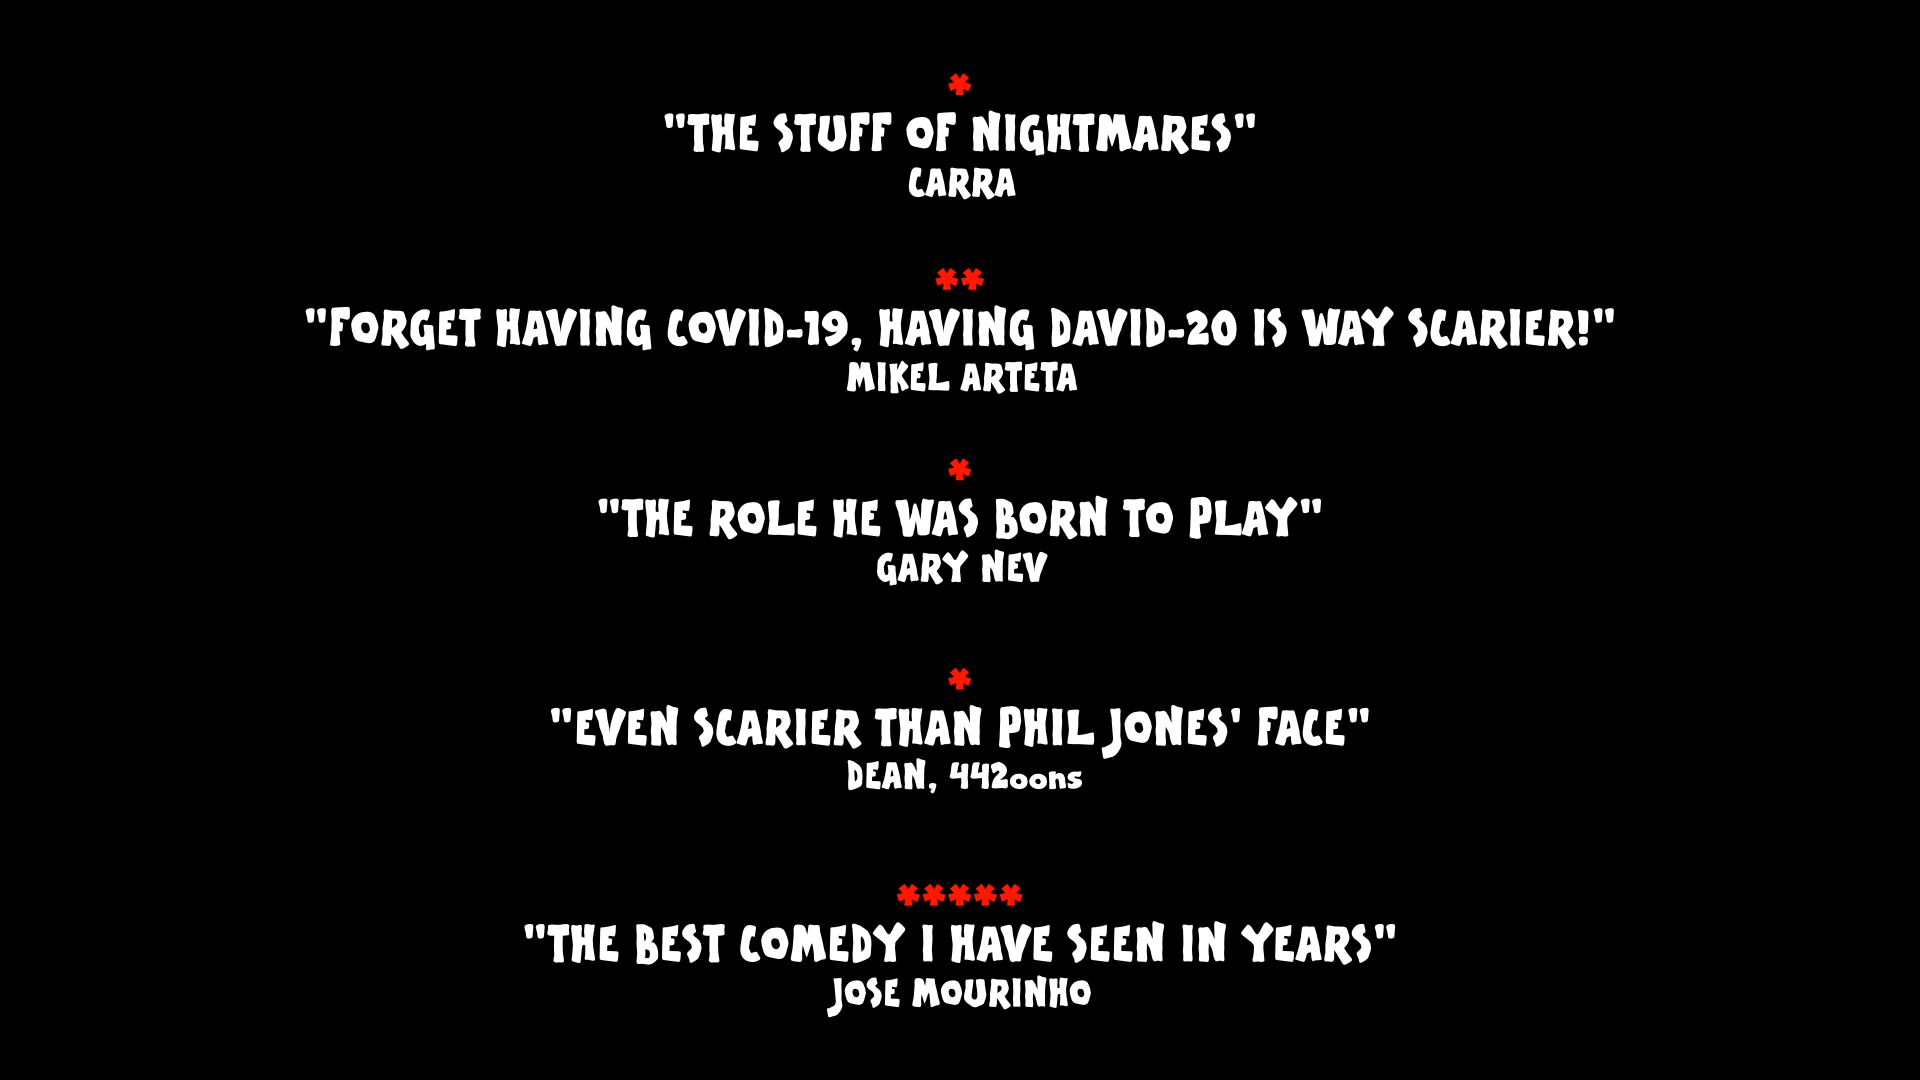 *
"THE STUFF OF NIGHTMARES"
CARRA
**
"FORGET HAVING COVID-19, HAVING DAVID-20 IS WAY SCARIER!"
MIKEL ARTETA
*
"THE ROLE HE WAS BORN TO PLAY"
GARY NEV
*
"EVEN SCARIER THAN PHIL JONES' FACE"
DEAN, 442oons
*****
"THE BEST COMEDY I HAVE SEEN IN YEARS"
JOSE MOURINHO